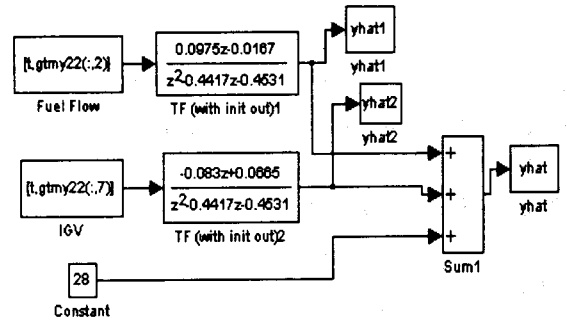 [t,gtmy22(:,2)]
Fuel Flow
0.0975z-0.0167
z²-0.4417z-0.4531
TF (with init out)1
yhat1
yhat1
yhat2
yhat2
[t,gtmy22(:,7)]
IGV
-0.083z+0.0665
z²-0.4417z-0.4531
TF (with init out)2
+
+
+
Sum1
yhat
yhat
28
Constant